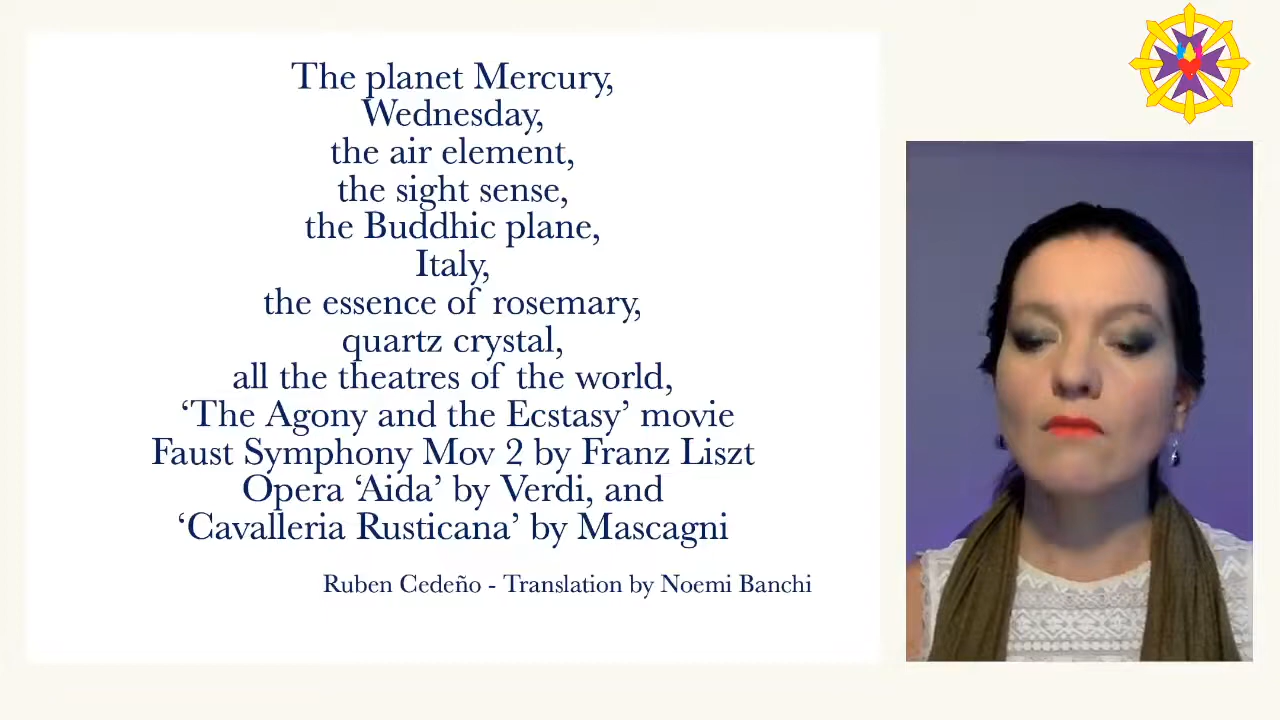 The planet Mercury,
Wednesday,
the air element,
the sight sense,
the Buddhic plane,
Italy,
the essence of rosemary,
quartz crystal,
all the theatres of the world,
‘The Agony and the Ecstasy’ movie
Faust Symphony Mov 2 by Franz Liszt
Opera ‘Aida’ by Verdi, and
‘Cavalleria Rusticana’ by Mascagni
Ruben Cedeño - Translation by Noemi Banchi